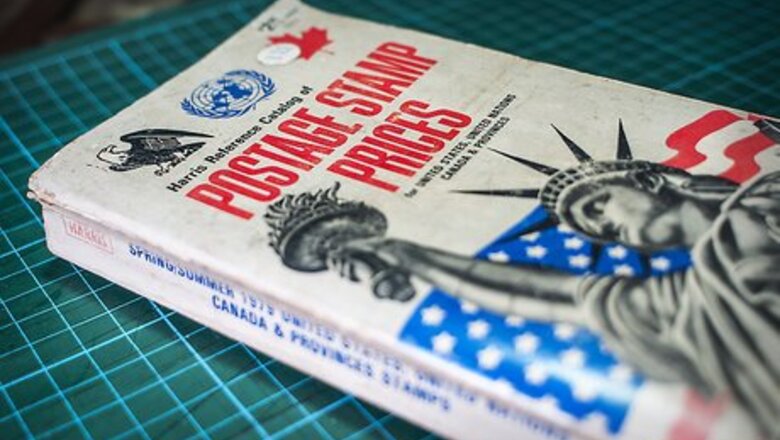 Harris Reference Catalog of
POSTAGE STAMP
PRICES
for UNITED STATES, UNITED NATIONS
CANADA & PROVINCES
HARRIS
SPRING/SUMMER 1979 UNITED STATES, UNITED NATIONS
CANADA & PROVINCES STAMPS